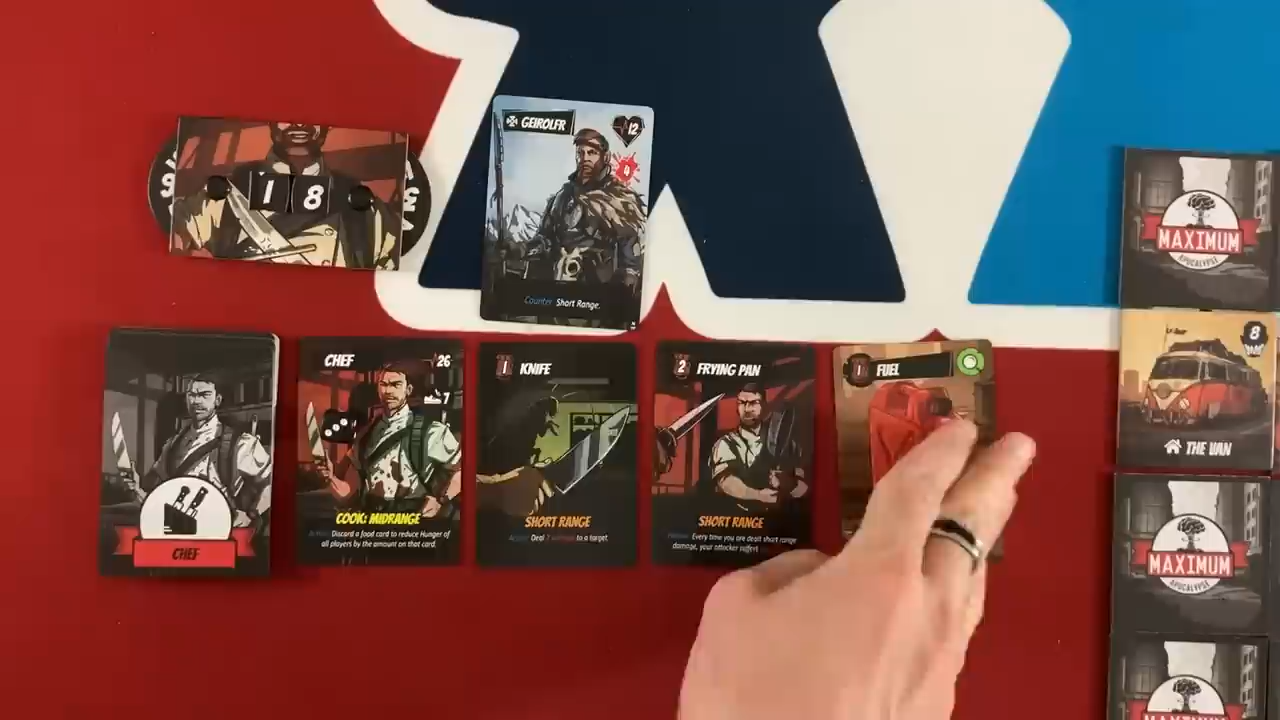 1 8
GEIROLFR
12
4
Counter: Short Range.
CHEF
CHEF
26
7
COOK: MIDRANGE
Discard a food card to reduce Hunger of
all players by the amount on that card.
1 KNIFE
SHORT RANGE
Deal to a target.
2 FRYING PAN
SHORT RANGE
Every time you are dealt short range
damage, your attacker suffers
1 FUEL
MAXIMUM
APOCALYPSE
8
THE VAN
MAXIMUM
APOCALYPSE
MAXIMUM